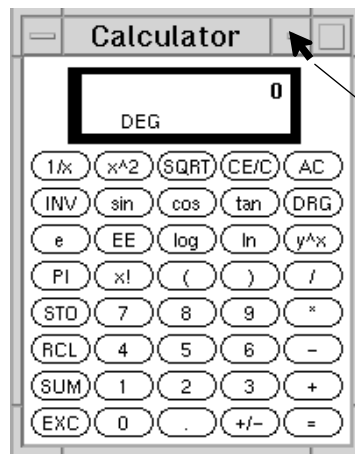 Calculator
0
DEG
1/x x^2 SQRT CE/C AC
INV sin cos tan DRG
e EE log ln y^x
PI x! ( ) /
STO 7 8 9 *
RCL 4 5 6 -
SUM 1 2 3 +
EXC 0 . +/- =